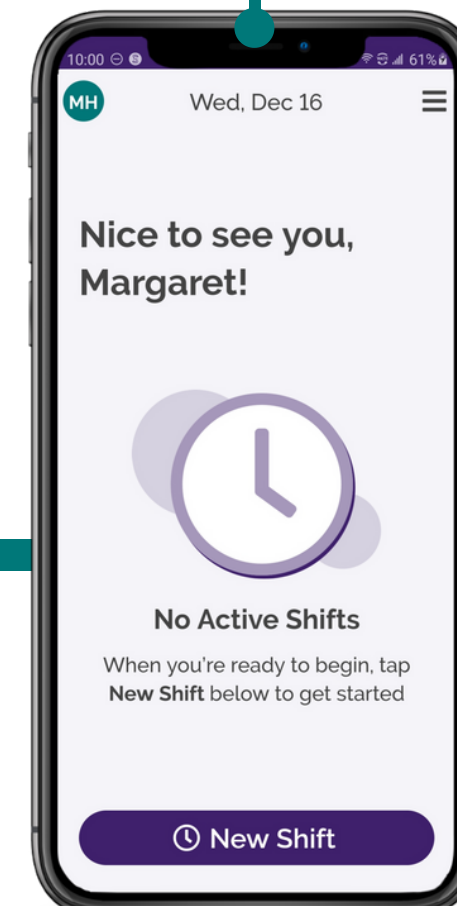 10:00 61%
MH Wed, Dec 16
Nice to see you,
Margaret!
No Active Shifts
When you're ready to begin, tap
New Shift below to get started
New Shift